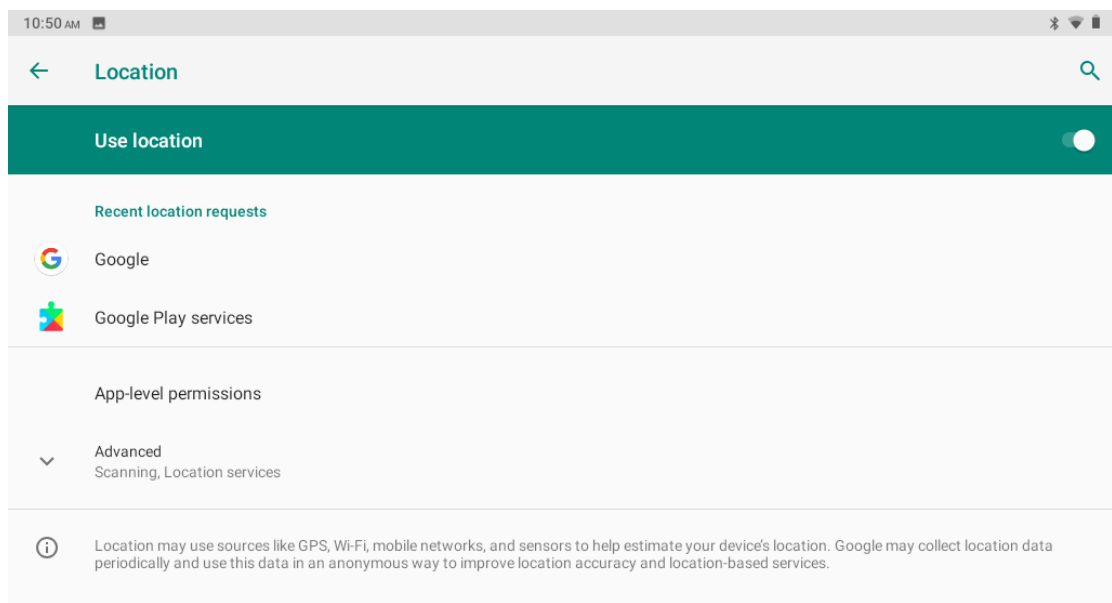 10:50 AM
Location
Use location
Recent location requests
Google
Google Play services
App-level permissions
Advanced
Scanning, Location services
Location may use sources like GPS, Wi-Fi, mobile networks, and sensors to help estimate your device's location. Google may collect location data
periodically and use this data in an anonymous way to improve location accuracy and location-based services.